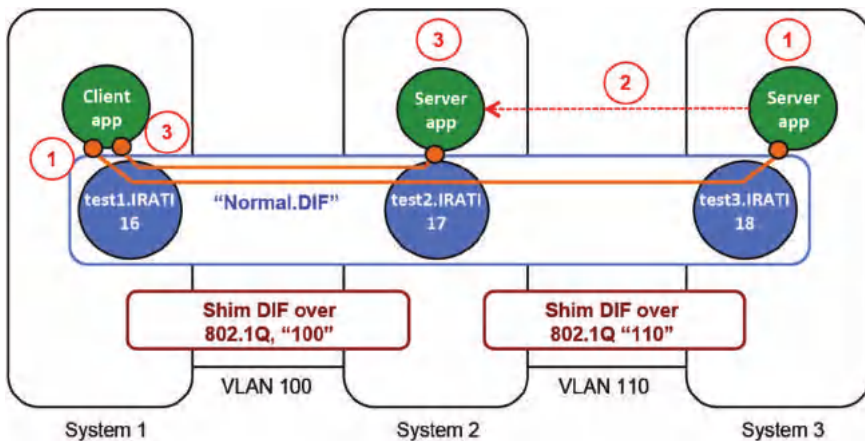 3
1
Client
app
Server
app
2
Server
app
3
1
test1.IRATI
16
"Normal.DIF"
test2.IRATI
17
test3.IRATI
18
Shim DIF over
802.1Q, "100"
Shim DIF over
802.1Q "110"
VLAN 100
VLAN 110
System 1
System 2
System 3